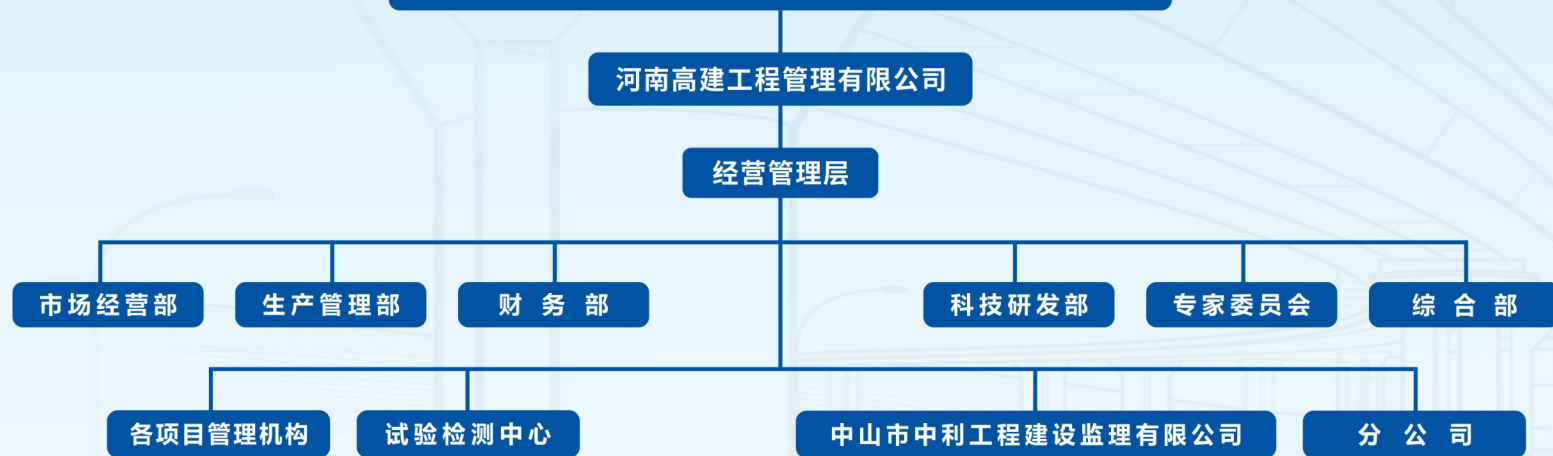 河南高建工程管理有限公司
经营管理层
市场经营部 生产管理部 财务部 科技研发部 专家委员会 综合部
各项目管理机构 试验检测中心 中山市中利工程建设监理有限公司 分公司